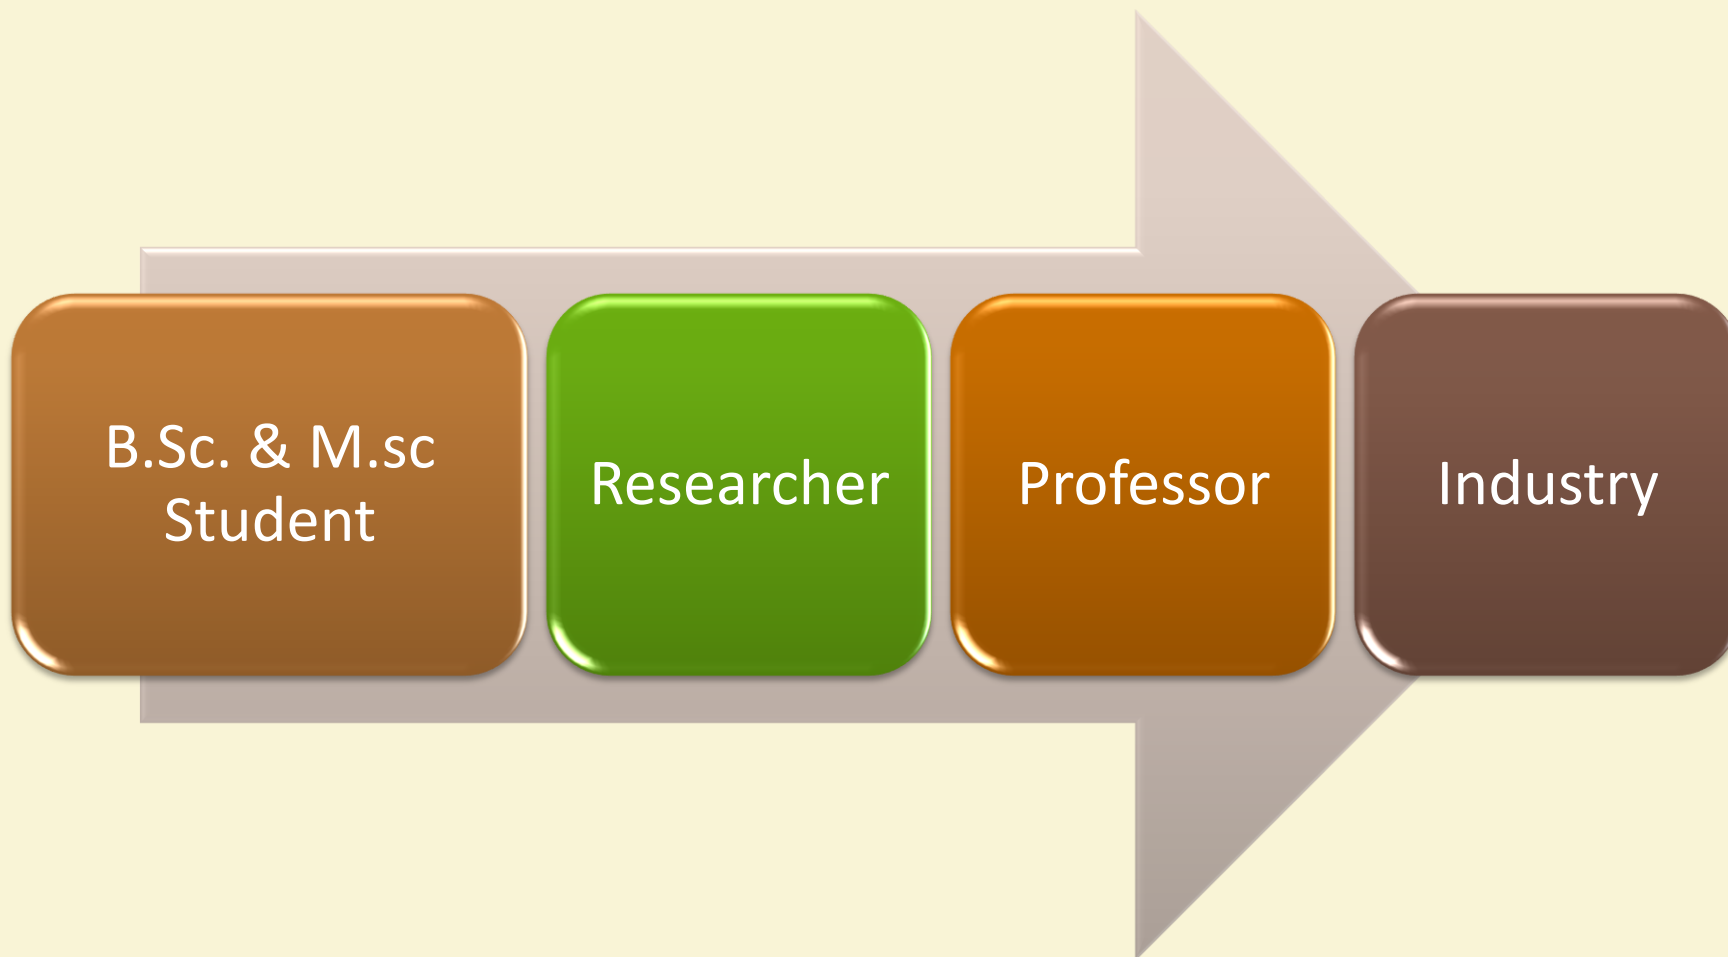 B.Sc. & M.sc
Student
Researcher
Professor
Industry